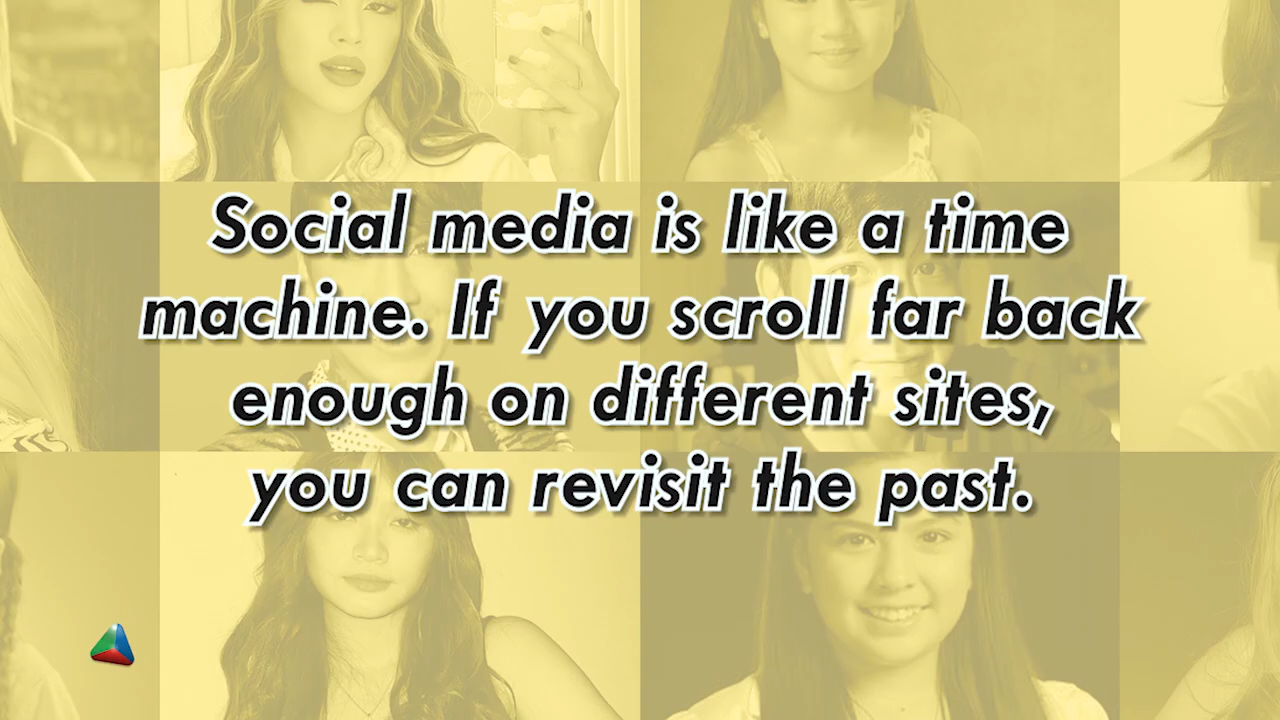 Social media is like a time
machine. If you scroll far back
enough on different sites,
you can revisit the past.